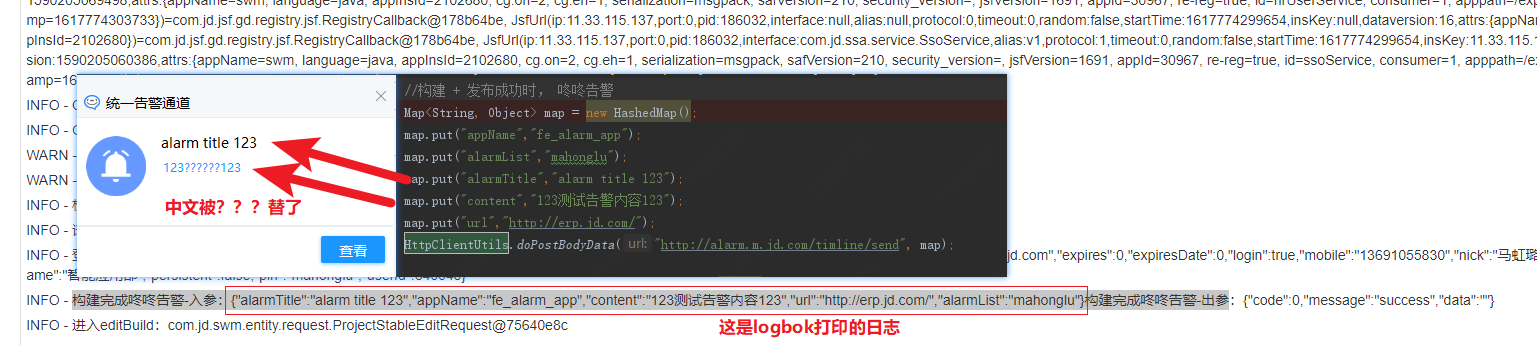 1590205069498,attrs:{appName=swm, language=java, appInsId=2102680, cg.on=2, cg.eh=1, serialization=msgpack, safVersion=210, security_version=, jsfVersion=1691, appId=30967, re-reg=true, id=hrUserService, consumer=1, apppath=/exp
mp=1617774303733})=com.jd.jsf.gd.registry.jsf.RegistryCallback@178b64be, JsfUrl(ip:11.33.115.137,port:0,pid:186032,interface:null,alias:null,protocol:0,timeout:0,random:false,startTime:1617774299654,insKey:null,dataversion:16,attrs:{appNa
pInsId=2102680})=com.jd.jsf.gd.registry.jsf.RegistryCallback@178b64be, JsfUrl(ip:11.33.115.137,port:0,pid:186032,interface:com.jd.ssa.service.SsoService,alias:v1,protocol:1,timeout:0,random:false,startTime:1617774299654,insKey:11.33.115.1
sion:1590205060386,attrs:{appName=swm, language=java, appInsId=2102680, cg.on=2, cg.eh=1, serialization=msgpack, safVersion=210, security_version=, jsfVersion=1691, appId=30967, re-reg=true, id=ssoService, consumer=1, apppath=/ex
amp=16
INFO -
INFO -
WARN -
WARN -
INFO -
INFO -
INFO -
统一告警通道
alarm title 123
123??????123
中文被？？？替了
查看
//构建 + 发布成功时， 咚咚告警
Map<String, Object> map = new HashedMap();
map.put("appName","fe_alarm_app");
map.put("alarmList","mahonglu");
map.put("alarmTitle","alarm title 123");
map.put("content","123测试告警内容123");
map.put("url","http://erp.jd.com/");
HttpClientUtils.doPostBodyData( url: "http://alarm.m.jd.com/timline/send", map);
jd.com","expires":0,"expiresDate":0,"login":true,"mobile":"13691055830","nick":"马虹璐
INFO - 构建完成咚咚告警-入参：{"alarmTitle":"alarm title 123","appName":"fe_alarm_app","content":"123测试告警内容123","url":"http://erp.jd.com/","alarmList":"mahonglu"}构建完成咚咚告警-出参：{"code":0,"message":"success","data":""}
INFO - 进入editBuild：com.jd.swm.entity.request.ProjectStableEditRequest@75640e8c
这是logbok打印的日志